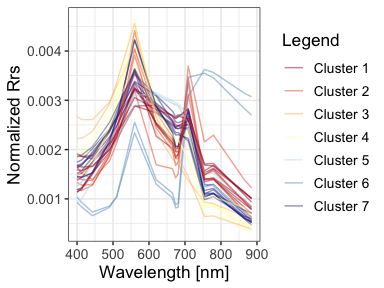 Normalized Rrs
0.004
0.003
0.002
0.001
400 500 600 700 800 900
Wavelength [nm]
Legend
Cluster 1
Cluster 2
Cluster 3
Cluster 4
Cluster 5
Cluster 6
Cluster 7